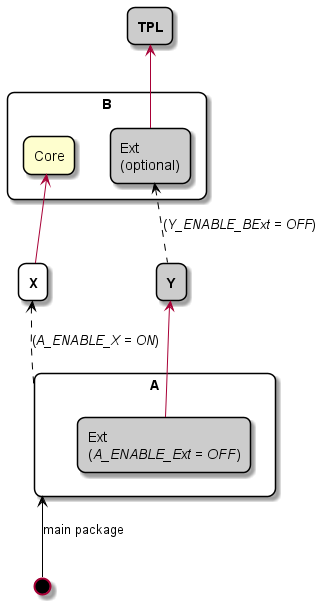 TPL
B
Core
Ext
(optional)
(Y_ENABLE_BExt = OFF)
X
Y
(A_ENABLE_X = ON)
A
Ext
(A_ENABLE_Ext = OFF)
main package